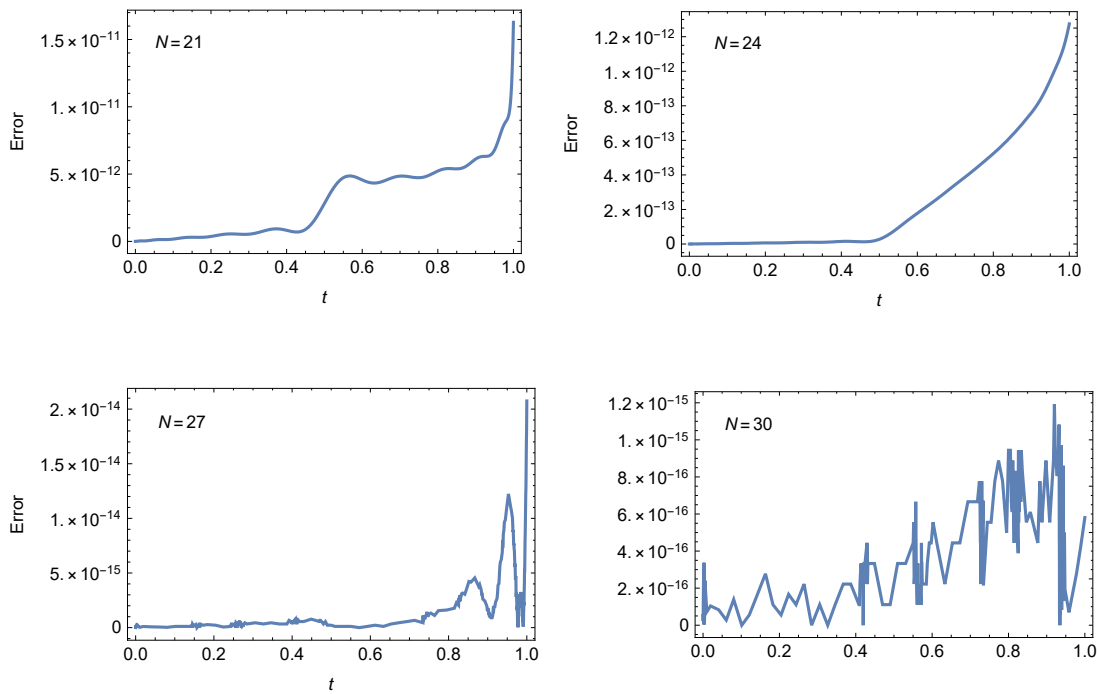 N=21
Error
1.5×10⁻¹¹
1.×10⁻¹¹
5.×10⁻¹²
0
0.0 0.2 0.4 0.6 0.8 1.0
t
N=24
Error
1.2×10⁻¹²
1.×10⁻¹²
8.×10⁻¹³
6.×10⁻¹³
4.×10⁻¹³
2.×10⁻¹³
0
0.0 0.2 0.4 0.6 0.8 1.0
t
N=27
Error
2.×10⁻¹⁴
1.5×10⁻¹⁴
1.×10⁻¹⁴
5.×10⁻¹⁵
0
0.0 0.2 0.4 0.6 0.8 1.0
t
N=30
1.2×10⁻¹⁵
1.×10⁻¹⁵
8.×10⁻¹⁶
6.×10⁻¹⁶
4.×10⁻¹⁶
2.×10⁻¹⁶
0
0.0 0.2 0.4 0.6 0.8 1.0